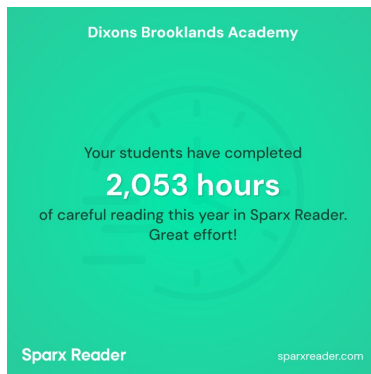 Dixons Brooklands Academy
Your students have completed
2,053 hours
of careful reading this year in Sparx Reader.
Great effort!
Sparx Reader
sparxreader.com